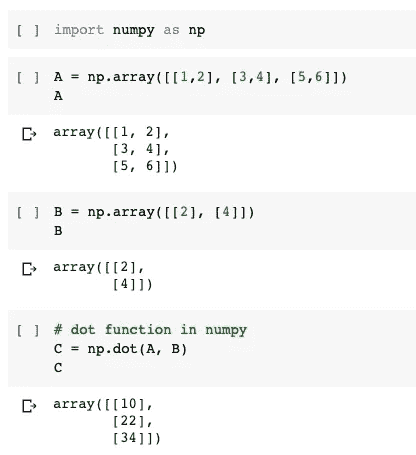 [ ] import numpy as np
[ ] A = np.array([[1,2], [3,4], [5,6]])
A
array([[1, 2],
[3, 4],
[5, 6]])
[ ] B = np.array([[2], [4]])
B
array([[2],
[4]])
[ ] # dot function in numpy
C = np.dot(A, B)
C
array([[10],
[22],
[34]])